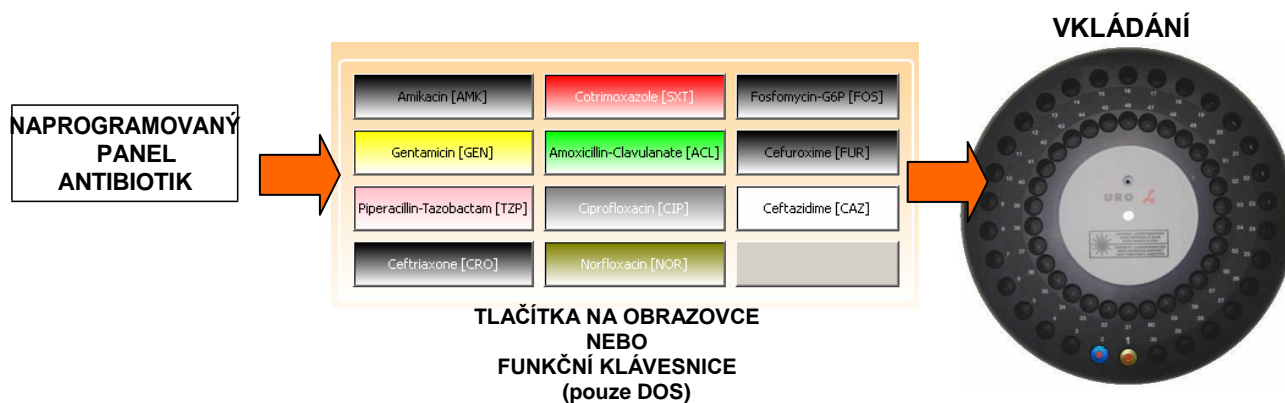 VKLÁDÁNÍ
NAPROGRAMOVANÝ
PANEL
ANTIBIOTIK
Amikacin [AMK]
Cotrimoxazole [SXT]
Fosfomycin-G6P [FOS]
Gentamicin [GEN]
Amoxicillin-Clavulanate [ACL]
Cefuroxime [FUR]
Piperacillin-Tazobactam [TZP]
Ciprofloxacin [CIP]
Ceftazidime [CAZ]
Ceftriaxone [CRO]
Norfloxacin [NOR]
TLAČÍTKA NA OBRAZOVCE
NEBO
FUNKČNÍ KLÁVESNICE
(pouze DOS)
URO 4